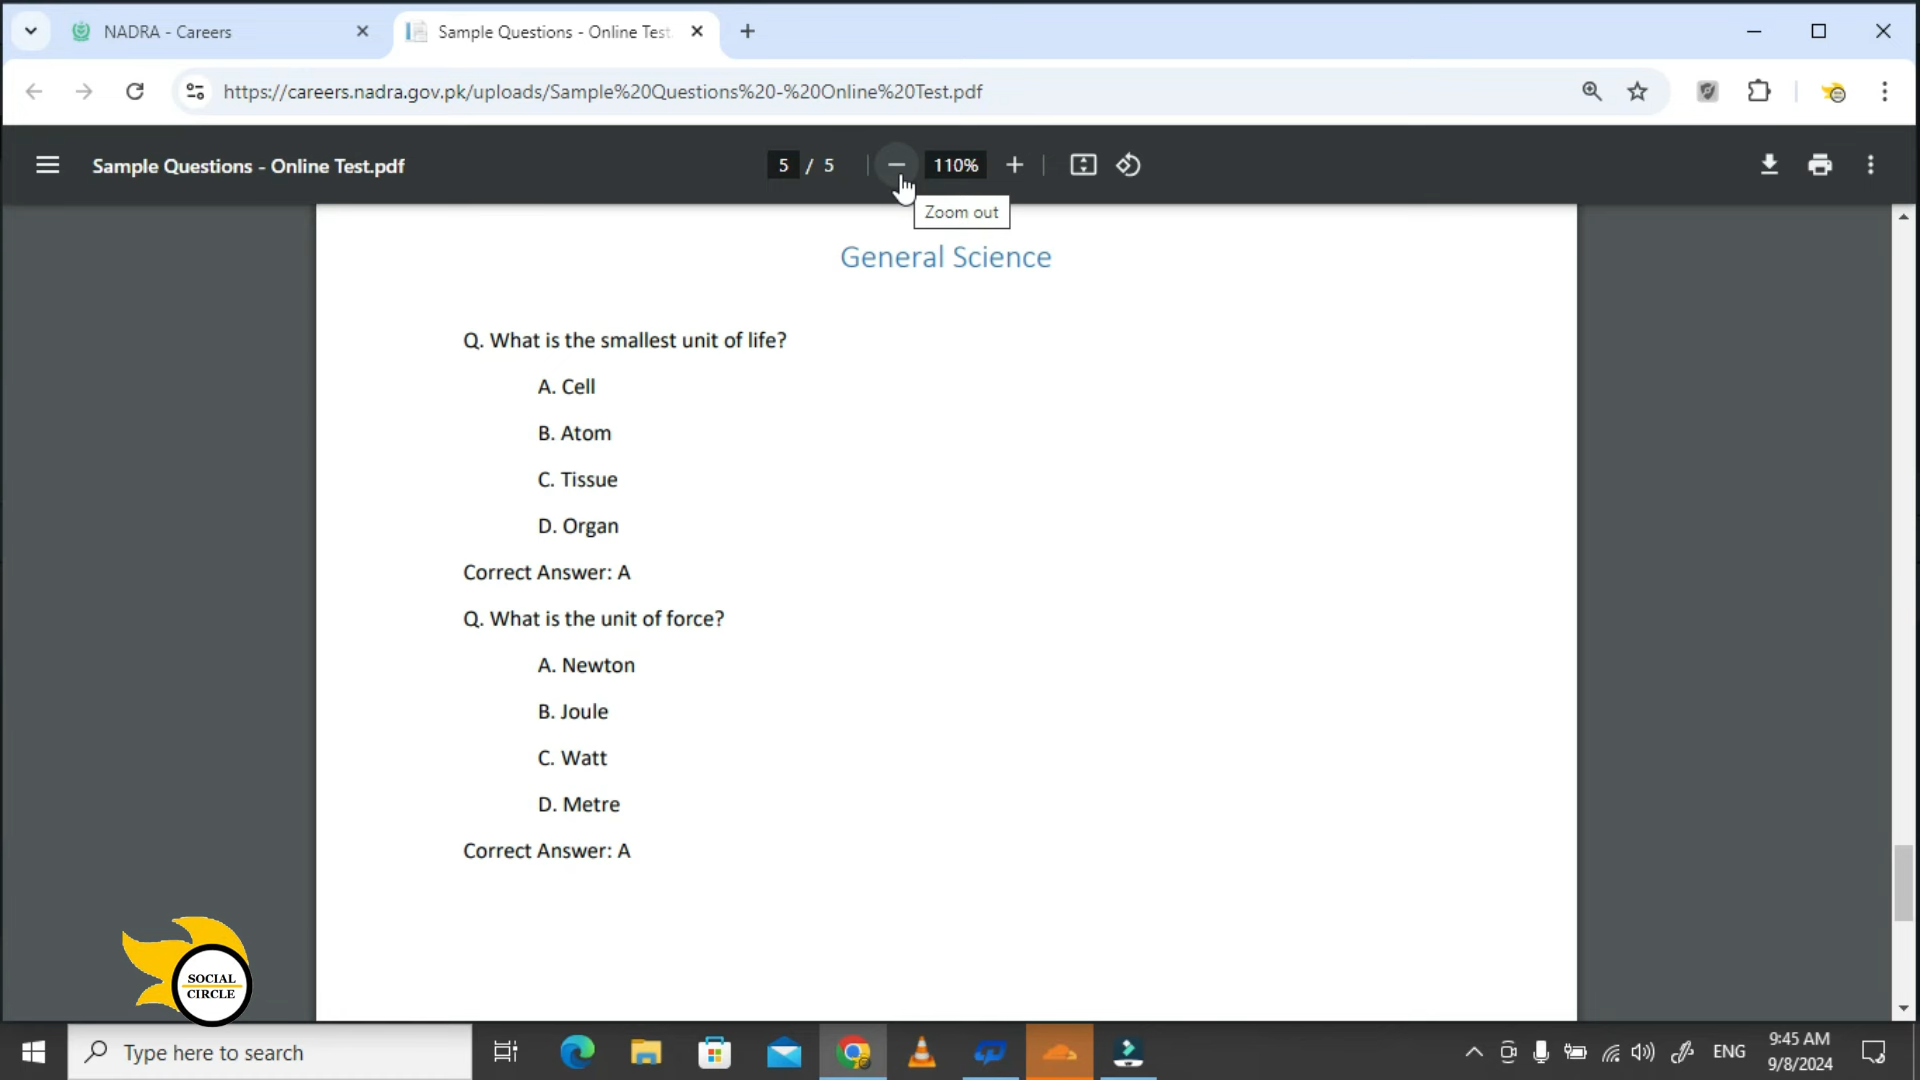 NADRA - Careers
Sample Questions - Online Test
https://careers.nadra.gov.pk/uploads/Sample%20Questions%20-%20Online%20Test.pdf
Sample Questions - Online Test.pdf
5 / 5
110%
Zoom out
General Science
Q. What is the smallest unit of life?
A. Cell
B. Atom
C. Tissue
D. Organ
Correct Answer: A
Q. What is the unit of force?
A. Newton
B. Joule
C. Watt
D. Metre
Correct Answer: A
SOCIAL
CIRCLE
Type here to search
ENG
9:45 AM
9/8/2024